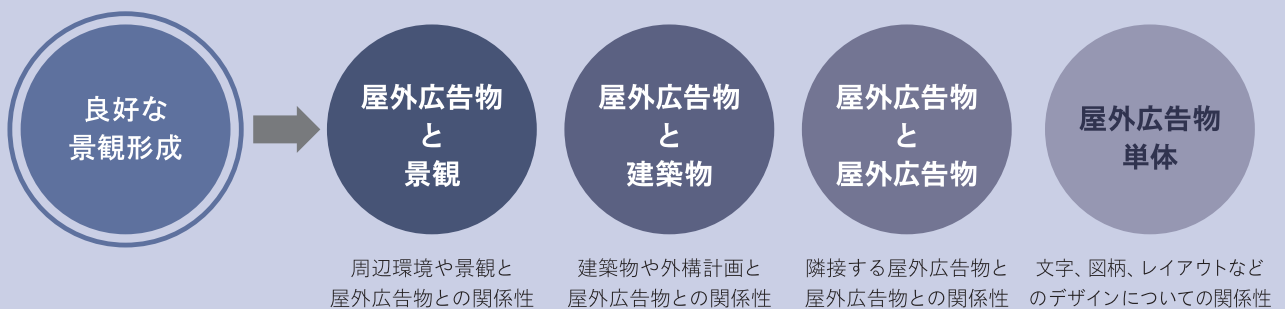 良好な
景観形成
屋外広告物
と
景観
周辺環境や景観と
屋外広告物との関係性
屋外広告物
と
建築物
建築物や外構計画と
屋外広告物との関係性
屋外広告物
と
屋外広告物
隣接する屋外広告物と
屋外広告物との関係性
屋外広告物
単体
文字、図柄、レイアウトなど
のデザインについての関係性